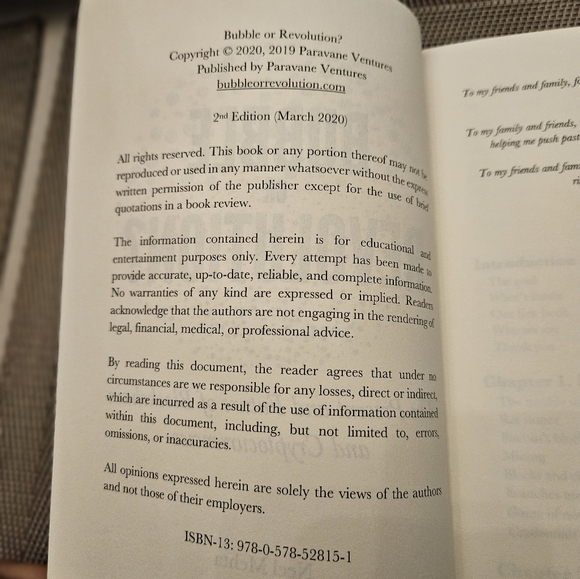 Bubble or Revolution?
Copyright © 2020, 2019 Paravane Ventures
Published by Paravane Ventures
bubbleorrevolution.com
2nd Edition (March 2020)
All rights reserved. This book or any portion thereof may not be
reproduced or used in any manner whatsoever without the express
written permission of the publisher except for the use of brief
quotations in a book review.
The information contained herein is for educational and
entertainment purposes only. Every attempt has been made to
provide accurate, up-to-date, reliable, and complete information.
No warranties of any kind are expressed or implied. Readers
acknowledge that the authors are not engaging in the rendering of
legal, financial, medical, or professional advice.
By reading this document, the reader agrees that under no
circumstances are we responsible for any losses, direct or indirect,
which are incurred as a result of the use of information contained
within this document, including, but not limited to, errors,
omissions, or inaccuracies.
All opinions expressed herein are solely the views of the authors
and not those of their employers.
ISBN-13: 978-0-578-52815-1
To my friends and family,
To my family and friends,
helping me push past
To my friends and